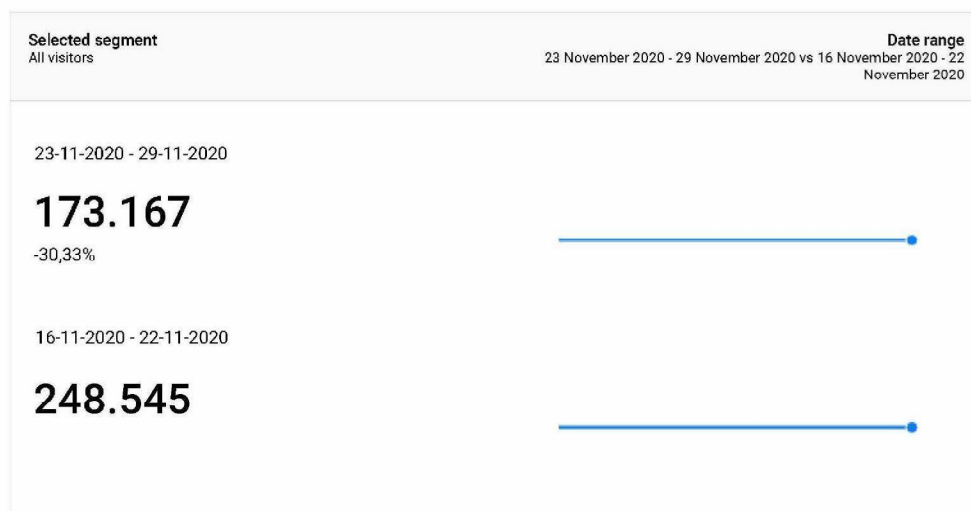 Selected segment
All visitors
Date range
23 November 2020 - 29 November 2020 vs 16 November 2020 - 22
November 2020
23-11-2020 - 29-11-2020
173.167
-30,33%
16-11-2020 - 22-11-2020
248.545